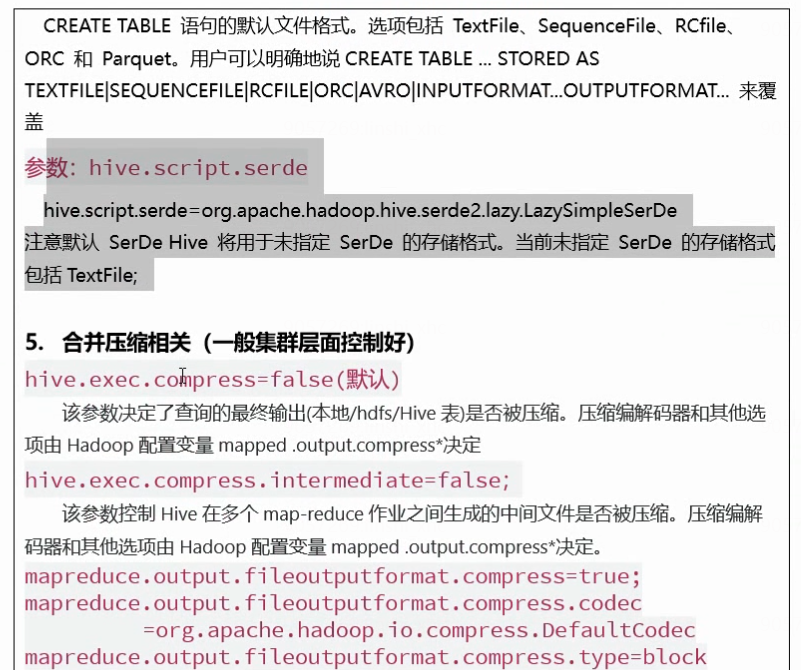 CREATE TABLE 语句的默认文件格式。选项包括 TextFile、SequenceFile、RCfile、
ORC 和 Parquet。用户可以明确地说 CREATE TABLE ... STORED AS
TEXTFILE|SEQUENCEFILE|RCFILE|ORC|AVRO|INPUTFORMAT...OUTPUTFORMAT... 来覆
盖
参数：hive.script.serde
hive.script.serde=org.apache.hadoop.hive.serde2.lazy.LazySimpleSerDe
注意默认 SerDe Hive 将用于未指定 SerDe 的存储格式。当前未指定 SerDe 的存储格式
包括 TextFile;
5. 合并压缩相关（一般集群层面控制好）
hive.exec.compress=false(默认)
该参数决定了查询的最终输出(本地/hdfs/Hive 表)是否被压缩。压缩编解码器和其他选
项由 Hadoop 配置变量 mapped .output.compress*决定
hive.exec.compress.intermediate=false;
该参数控制 Hive 在多个 map-reduce 作业之间生成的中间文件是否被压缩。压缩编解
码器和其他选项由 Hadoop 配置变量 mapped .output.compress*决定。
mapreduce.output.fileoutputformat.compress=true;
mapreduce.output.fileoutputformat.compress.codec
=org.apache.hadoop.io.compress.DefaultCodec
mapreduce.output.fileoutputformat.compress.type=block